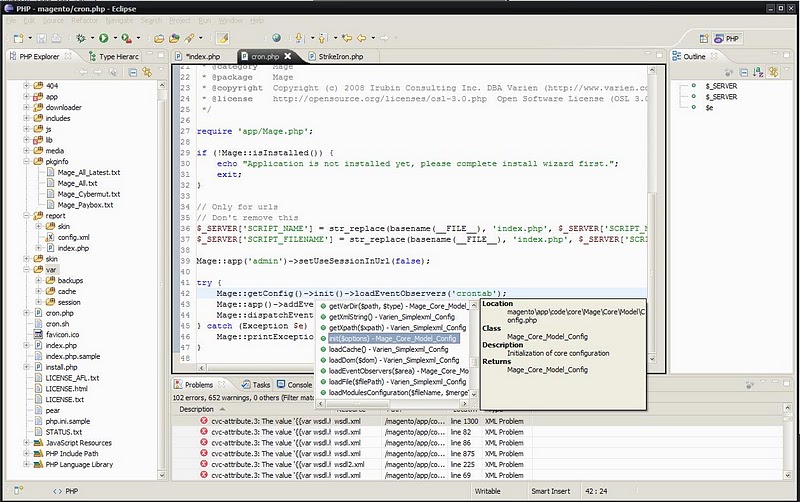 PHP - magento/cron.php - Eclipse
File Edit Source Refactor Navigate Search Project Run Mage Window Help
PHP
PHP Explorer
Type Hierarc
*index.php
cron.php
StrikeIron.php
Outline
404
app
downloader
includes
js
lib
media
pkginfo
Mage_All_Latest.txt
Mage_All.txt
Mage_Cybermut.txt
Mage_Paybox.txt
report
skin
config.xml
index.php
skin
var
backups
cache
session
cron.php
cron.sh
favicon.ico
index.php
index.php.sample
install.php
LICENSE_AFL.txt
LICENSE.html
LICENSE.txt
pear
php.ini.sample
STATUS.txt
JavaScript Resources
PHP Include Path
PHP Language Library
21 * @category Mage
22 * @package Mage
23 * @copyright Copyright (c) 2008 Irubin Consulting Inc. DBA Varien (http://www.varien.c
24 * @license http://opensource.org/licenses/osl-3.0.php Open Software License (OSL 3.0
25 */
26
27 require 'app/Mage.php';
28
29 if (!Mage::isInstalled()) {
30 echo "Application is not installed yet, please complete install wizard first.";
31 exit;
32 }
33
34 // Only for urls
35 // Don't remove this
36 $_SERVER['SCRIPT_NAME'] = str_replace(basename(__FILE__), 'index.php', $_SERVER['SCRIPT_N
37 $_SERVER['SCRIPT_FILENAME'] = str_replace(basename(__FILE__), 'index.php', $_SERVER['SCRI
38
39 Mage::app('admin')->setUseSessionInUrl(false);
40
41 try {
42 Mage::getConfig()->init()->loadEventObservers('crontab');
43 Mage::app()->addEve
44 Mage::dispatchEvent
45 } catch (Exception $e) {
46 Mage::printExceptio
47 }
48
getVarDir($path, $type) - Mage_Core_Model_
getXmlString() - Varien_Simplexml_Config
getXpath($xpath) - Varien_Simplexml_Config
init($options) - Mage_Core_Model_Config
loadCache() - Varien_Simplexml_Config
loadDom($dom) - Varien_Simplexml_Config
loadEventObservers($area) - Mage_Core_Mode
loadFile($filePath) - Varien_Simplexml_Config
loadModulesConfiguration($fileName, $merge
Location
magento\app\code\core\Mage\Core\Model\C
onfig.php
Class
Mage_Core_Model_Config
Description
Initialization of core configuration
Returns
Mage_Core_Model_Config
$_SERVER
$_SERVER
$e
Problems
Tasks
Console
102 errors, 652 warnings, 0 others (Filter mat
Description
cvc-attribute.3: The value '{{var wsdl.l wsdl.xml /magento/app/co... line 1300 XML Problem
cvc-attribute.3: The value '{{var wsdl.l wsdl.xml /magento/app/co... line 82 XML Problem
cvc-attribute.3: The value '{{var wsdl.l wsdl.xml /magento/app/co... line 86 XML Problem
cvc-attribute.3: The value '{{var wsdl.l wsdl.xml /magento/app/co... line 875 XML Problem
cvc-attribute.3: The value '{{var wsdl.l wsdl2.xml /magento/app/co... line 225 XML Problem
cvc-attribute.3: The value '{{var wsdl.l wsdl.xml /magento/app/co... line 69 XML Problem
PHP
Writable
Smart Insert
42 : 24